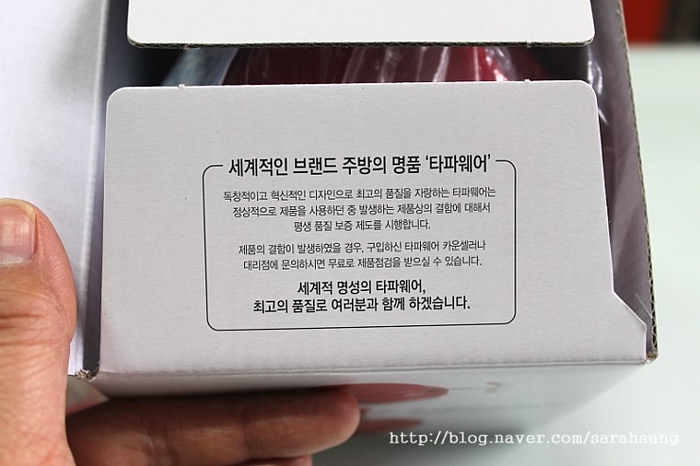 세계적인 브랜드 주방의 명품 ‘타파웨어’
독창적이고 혁신적인 디자인으로 최고의 품질을 자랑하는 타파웨어는
정상적으로 제품을 사용하던 중 발생하는 제품상의 결함에 대해서
평생 품질 보증 제도를 시행합니다.
제품의 결함이 발생하였을 경우, 구입하신 타파웨어 카운셀러나
대리점에 문의하시면 무료로 제품점검을 받으실 수 있습니다.
세계적 명성의 타파웨어,
최고의 품질로 여러분과 함께 하겠습니다.
http://blog.naver.com/sarahsung